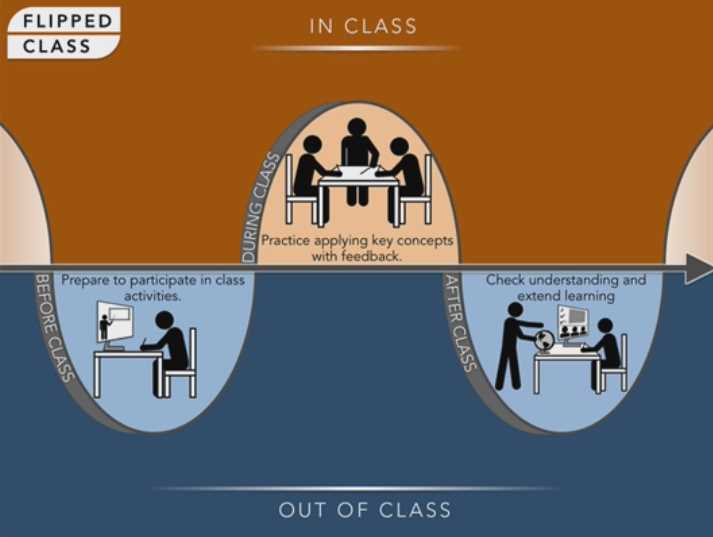 FLIPPED
CLASS
IN CLASS
DURING CLASS
Practice applying key concepts
with feedback.
BEFORE CLASS
Prepare to participate in class
activities.
AFTER CLASS
Check understanding and
extend learning
OUT OF CLASS